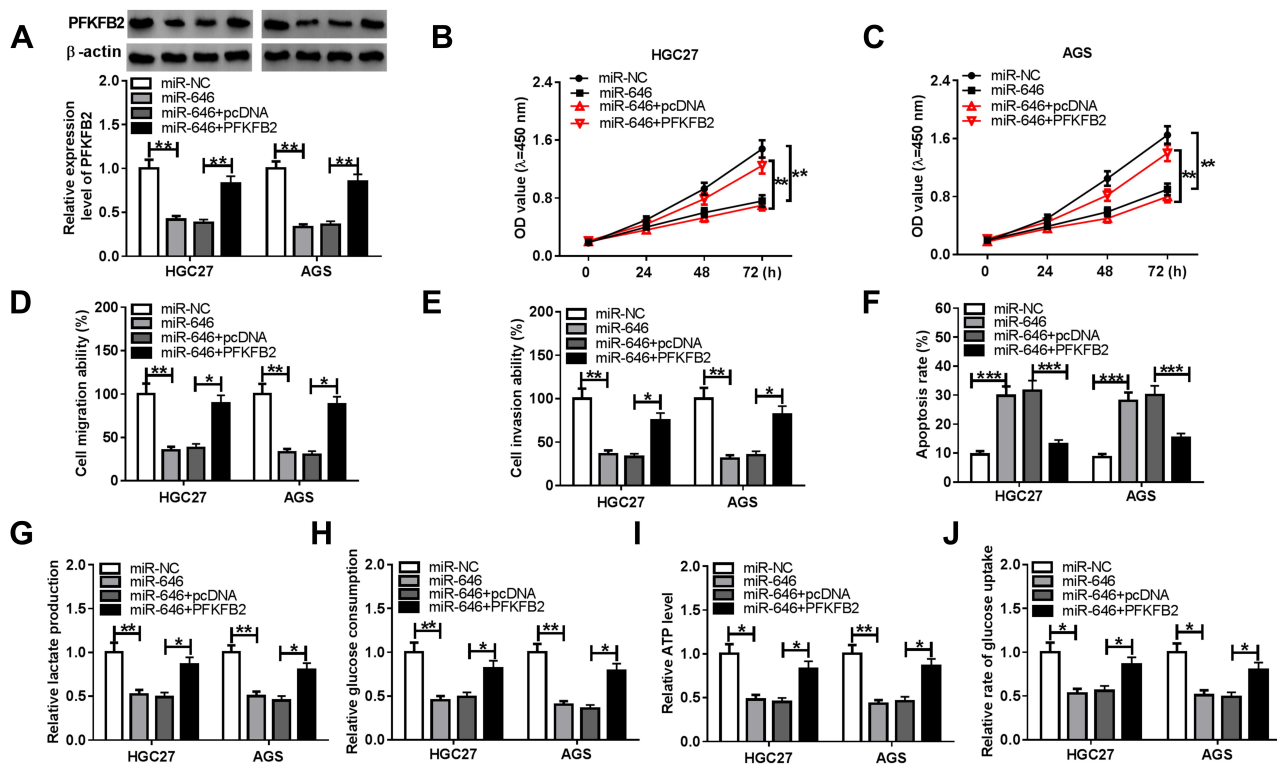 A
PFKFB2
β-actin
miR-NC
miR-646
miR-646+pcDNA
miR-646+PFKFB2
Relative expression
level of PFKFB2
1.5
1.0
0.5
0.0
** ** ** **
HGC27 AGS
B
HGC27
miR-NC
miR-646
miR-646+pcDNA
miR-646+PFKFB2
OD value (λ=450 nm)
2.4
1.6
0.8
0.0
** **
0 24 48 72 (h)
C
AGS
miR-NC
miR-646
miR-646+pcDNA
miR-646+PFKFB2
OD value (λ=450 nm)
2.4
1.6
0.8
0.0
** **
0 24 48 72 (h)
D
miR-NC
miR-646
miR-646+pcDNA
miR-646+PFKFB2
Cell migration ability (%)
200
150
100
50
0
** * ** *
HGC27 AGS
E
miR-NC
miR-646
miR-646+pcDNA
miR-646+PFKFB2
Cell invasion ability (%)
200
150
100
50
0
** * ** *
HGC27 AGS
F
miR-NC
miR-646
miR-646+pcDNA
miR-646+PFKFB2
Apoptosis rate (%)
60
50
40
30
20
10
0
*** *** *** ***
HGC27 AGS
G
miR-NC
miR-646
miR-646+pcDNA
miR-646+PFKFB2
Relative lactate production
2.0
1.5
1.0
0.5
0.0
** * ** *
HGC27 AGS
H
miR-NC
miR-646
miR-646+pcDNA
miR-646+PFKFB2
Relative glucose consumption
2.0
1.5
1.0
0.5
0.0
** * ** *
HGC27 AGS
I
miR-NC
miR-646
miR-646+pcDNA
miR-646+PFKFB2
Relative ATP level
2.0
1.5
1.0
0.5
0.0
* * ** *
HGC27 AGS
J
miR-NC
miR-646
miR-646+pcDNA
miR-646+PFKFB2
Relative rate of glucose uptake
2.0
1.5
1.0
0.5
0.0
* * * *
HGC27 AGS